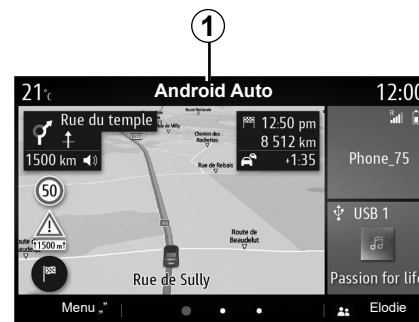 1
21°c Android Auto 12:00
Rue du temple
1500 km
12:50 pm
8 512 km
+1:35
Route Nationale
Chemin des
Rochettes
Rue de Rebais
50
1500 m
Route de
Beaudelut
Rue de Sully
R
Phone_75
USB 1
Passion for life
Menu „”
Elodie